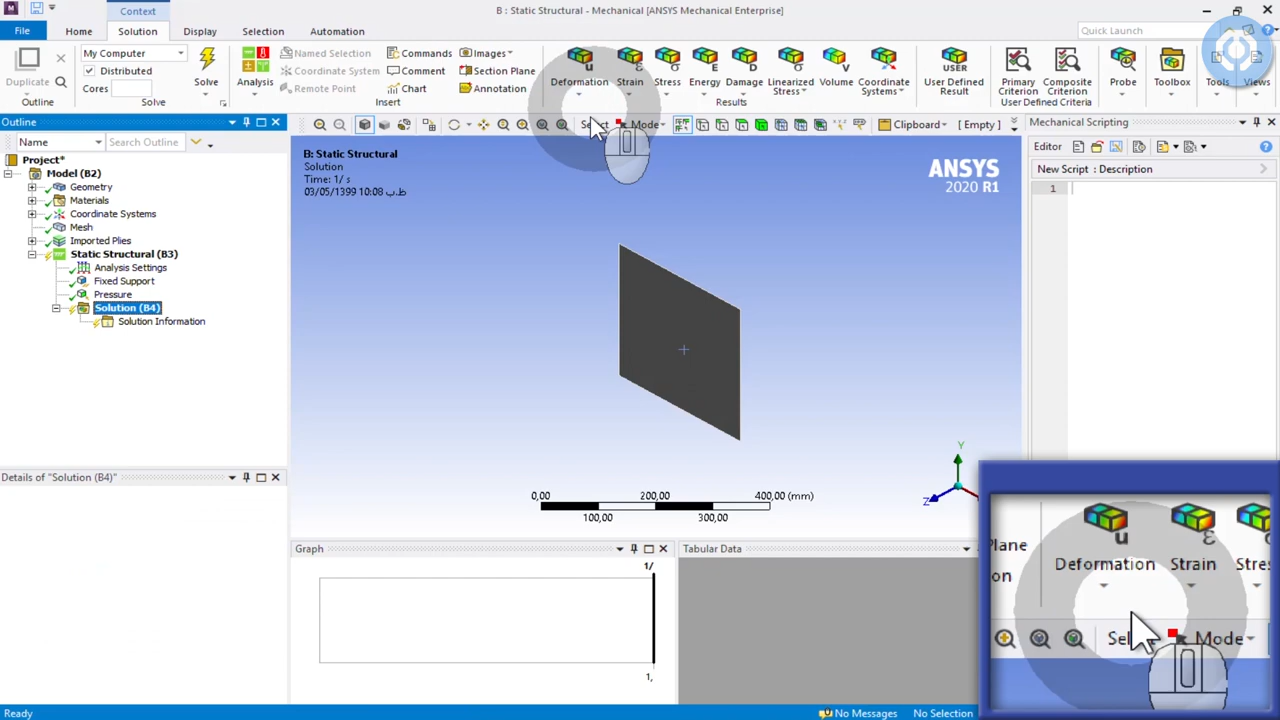 Context
B : Static Structural - Mechanical [ANSYS Mechanical Enterprise]
File
Home
Solution
Display
Selection
Automation
Quick Launch
Duplicate
Outline
My Computer
Distributed
Cores
Solve
Solve
Analysis
Named Selection
Coordinate System
Remote Point
Commands
Comment
Chart
Images
Section Plane
Annotation
Insert
Deformation
Strain
Stress
Energy
Damage
Linearized
Stress
Volume
Coordinate
Systems
Results
USER
User Defined
Result
Primary
Criterion
Composite
Criterion
User Defined Criteria
Probe
Toolbox
Tools
Views
Outline
Name
Search Outline
Mode
Clipboard
[ Empty ]
Mechanical Scripting
Editor
New Script : Description
1
Project*
Model (B2)
Geometry
Materials
Coordinate Systems
Mesh
Imported Plies
Static Structural (B3)
Analysis Settings
Fixed Support
Pressure
Solution (B4)
Solution Information
B: Static Structural
Solution
Time: 1/ s
03/05/1399 10:08 ب.ظ
ANSYS
2020 R1
0,00
200,00
400,00 (mm)
100,00
300,00
Y
Z
Details of "Solution (B4)"
Graph
Tabular Data
1/
1,
Plane
on
u
ε
Deformation
Strain
Stres
Sel
Mode
Ready
No Messages
No Selection